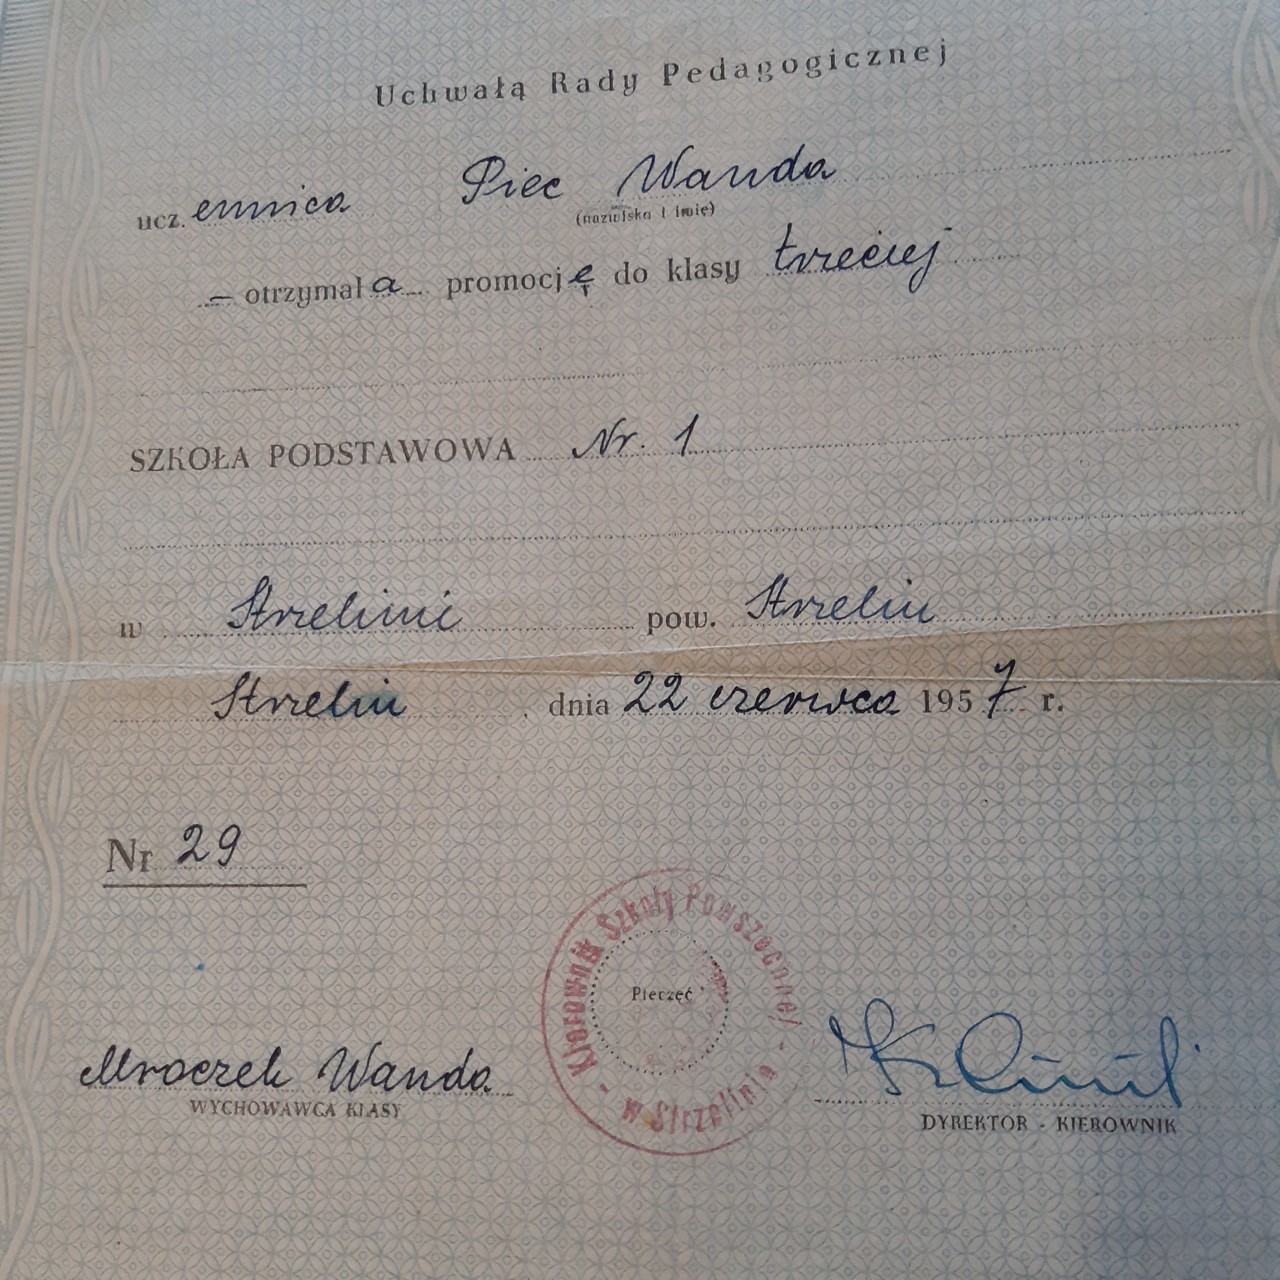 Uchwałą Rady Pedagogicznej
ucz. ennica Piec Wanda
(nazwisko i imię)
— otrzymał a promocję do klasy trzeciej
SZKOŁA PODSTAWOWA Nr. 1
w Strzelinie pow. Strzelin
Strzelin, dnia 22 czerwca 1957 r.
Nr 29
Kierownik Szkoły Powszechnej
w Strzelinie
Pieczęć
Mroczek Wanda
WYCHOWAWCA KLASY
DYREKTOR - KIEROWNIK